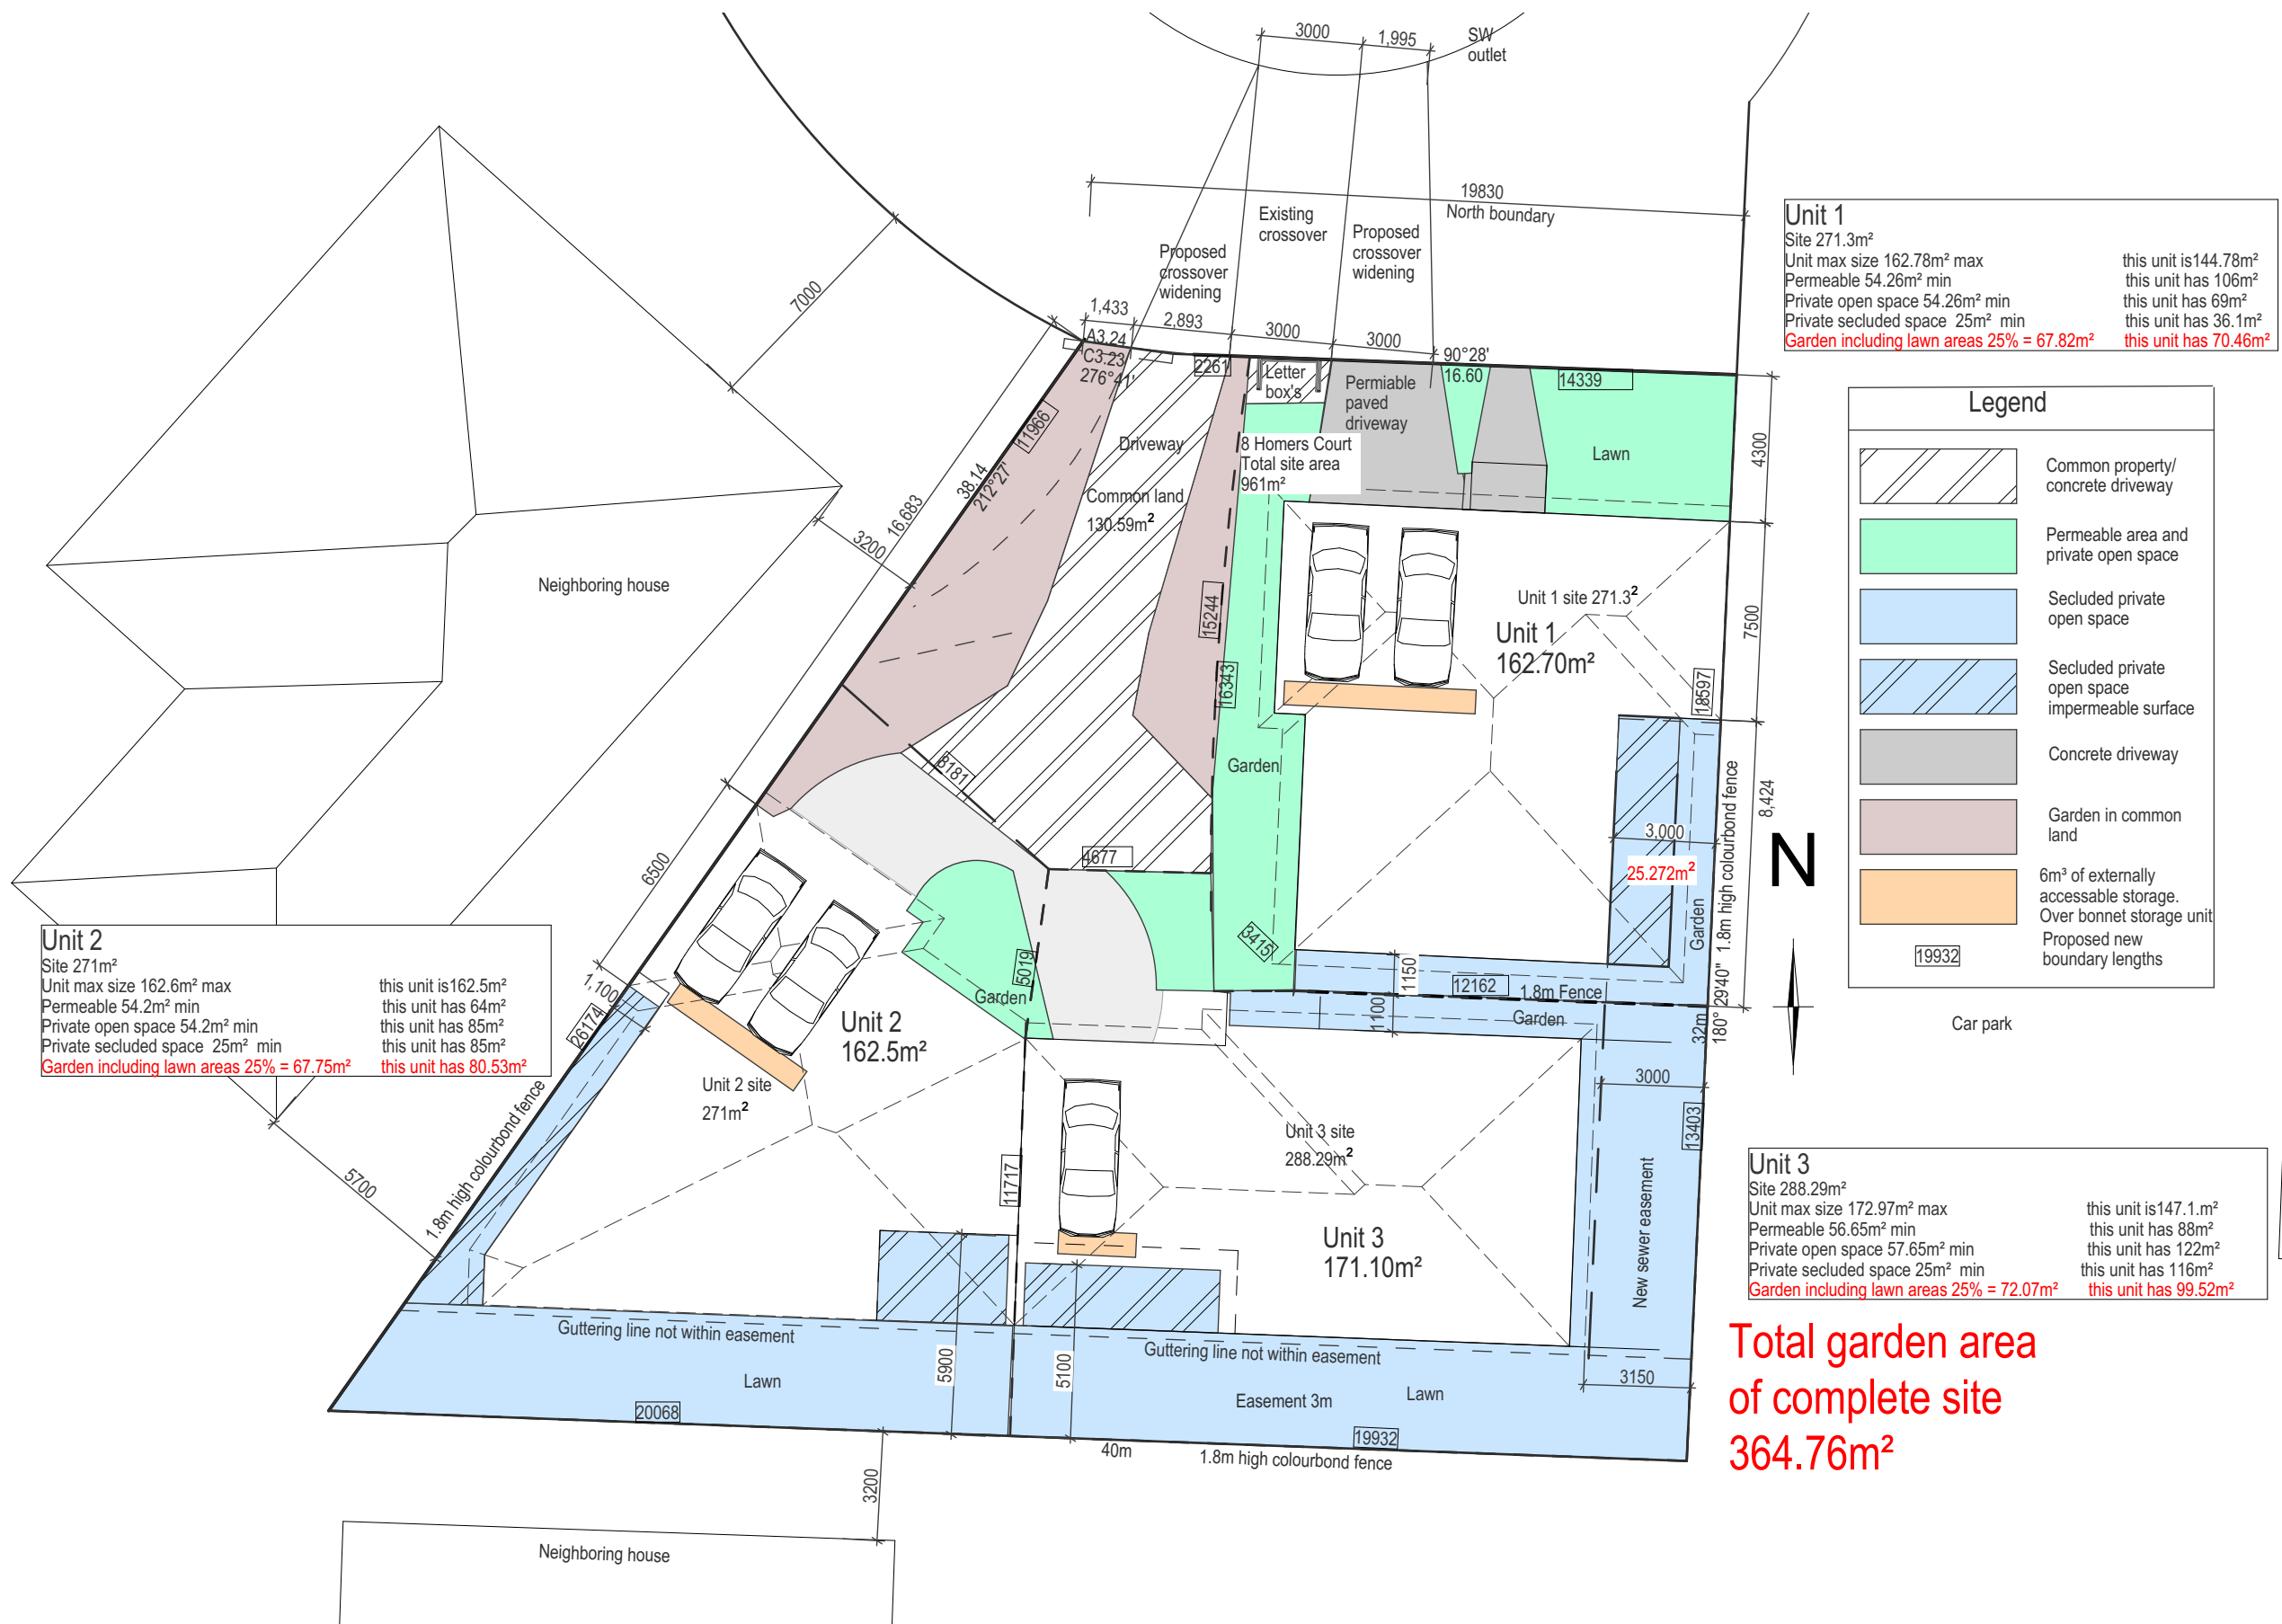 3000
1,995
SW
outlet
19830
North boundary
Existing
crossover
Proposed
crossover
widening
Proposed
crossover
widening
7000
1,433
2,893
3000
3000
A3.24
C3.23
276°41'
2261
Letter
box's
Permiable
paved
driveway
90°28'
16.60
14339
Lawn
4300
11966
38.14
212°27'
16,683
3200
Driveway
Common land
130.59m²
8 Homers Court
Total site area
961m²
Neighboring house
15244
16343
Unit 1 site 271.3²
Unit 1
162.70m²
7500
18597
Garden
8181
4677
6500
3,000
25.272m²
Garden
1.8m high colourbond fence
8,424
N
3415
1150
12162
1.8m Fence
1100
Garden
32m
180° 29'40"
Car park
5019
Garden
1,100
26174
Unit 2
162.5m²
Unit 2 site
271m²
3000
13403
Unit 3 site
288.29m²
11717
5700
1.8m high colourbond fence
Unit 3
171.10m²
New sewer easement
Guttering line not within easement
Guttering line not within easement
5900
5100
Lawn
Easement 3m
Lawn
3150
20068
19932
40m
1.8m high colourbond fence
3200
Neighboring house
Unit 1
Site 271.3m²
Unit max size 162.78m² max this unit is144.78m²
Permeable 54.26m² min this unit has 106m²
Private open space 54.26m² min this unit has 69m²
Private secluded space 25m² min this unit has 36.1m²
Garden including lawn areas 25% = 67.82m² this unit has 70.46m²
Legend
Common property/
concrete driveway
Permeable area and
private open space
Secluded private
open space
Secluded private
open space
impermeable surface
Concrete driveway
Garden in common
land
6m³ of externally
accessable storage.
Over bonnet storage unit
19932
Proposed new
boundary lengths
Unit 2
Site 271m²
Unit max size 162.6m² max this unit is162.5m²
Permeable 54.2m² min this unit has 64m²
Private open space 54.2m² min this unit has 85m²
Private secluded space 25m² min this unit has 85m²
Garden including lawn areas 25% = 67.75m² this unit has 80.53m²
Unit 3
Site 288.29m²
Unit max size 172.97m² max this unit is147.1.m²
Permeable 56.65m² min this unit has 88m²
Private open space 57.65m² min this unit has 122m²
Private secluded space 25m² min this unit has 116m²
Garden including lawn areas 25% = 72.07m² this unit has 99.52m²
Total garden area
of complete site
364.76m²